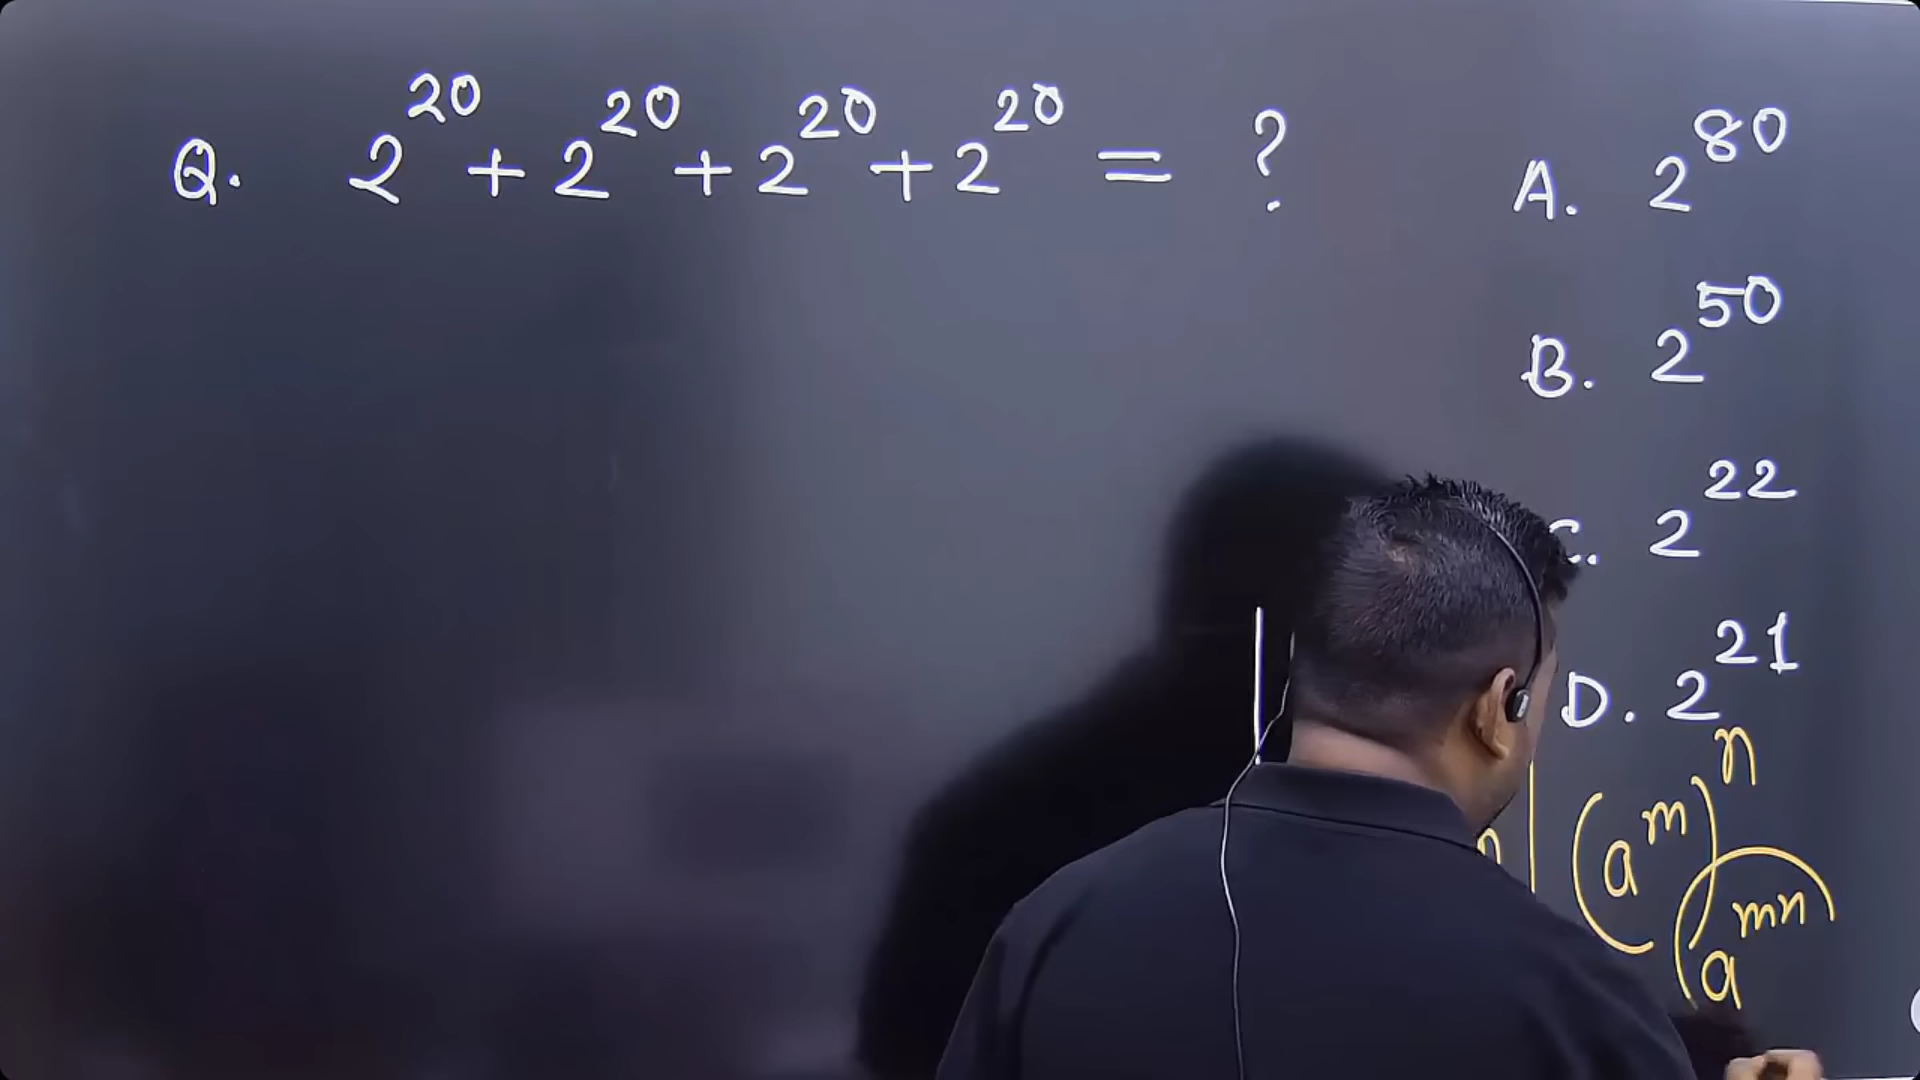 Q. 2^20 + 2^20 + 2^20 + 2^20 = ?
A. 2^80
B. 2^50
C. 2^22
D. 2^21
(a^m)^n
a^mn